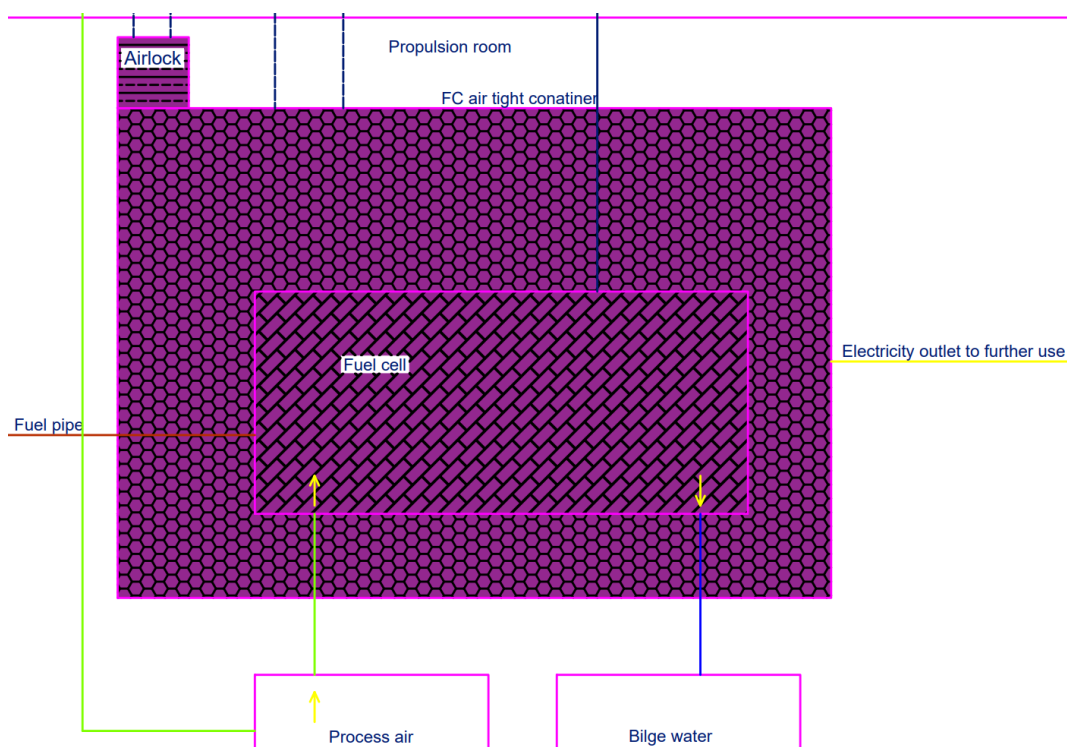 Propulsion room
Airlock
FC air tight conatiner
Electricity outlet to further use
Fuel cell
Fuel pipe
Process air
Bilge water